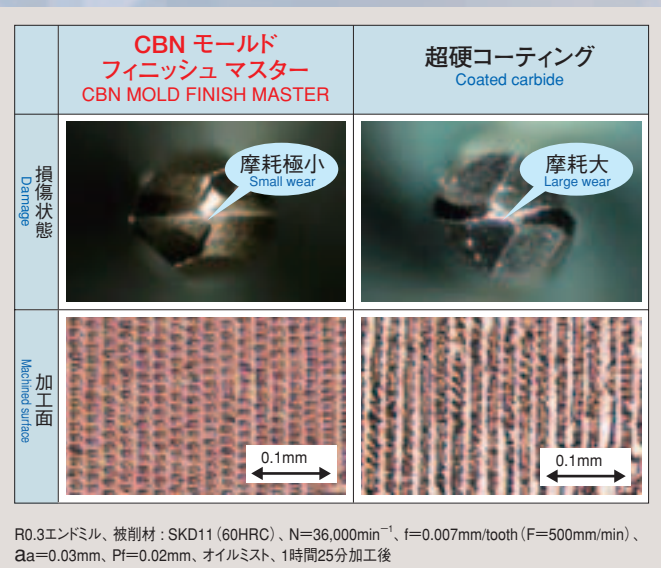 CBN モールド
フィニッシュ マスター
CBN MOLD FINISH MASTER
超硬コーティング
Coated carbide
損傷状態
Damage
摩耗極小
Small wear
摩耗大
Large wear
加工面
Machined surface
0.1mm
0.1mm
R0.3エンドミル、被削材：SKD11（60HRC）、N＝36,000min⁻¹、f＝0.007mm/tooth（F＝500mm/min）、
aa＝0.03mm、Pf＝0.02mm、オイルミスト、1時間25分加工後